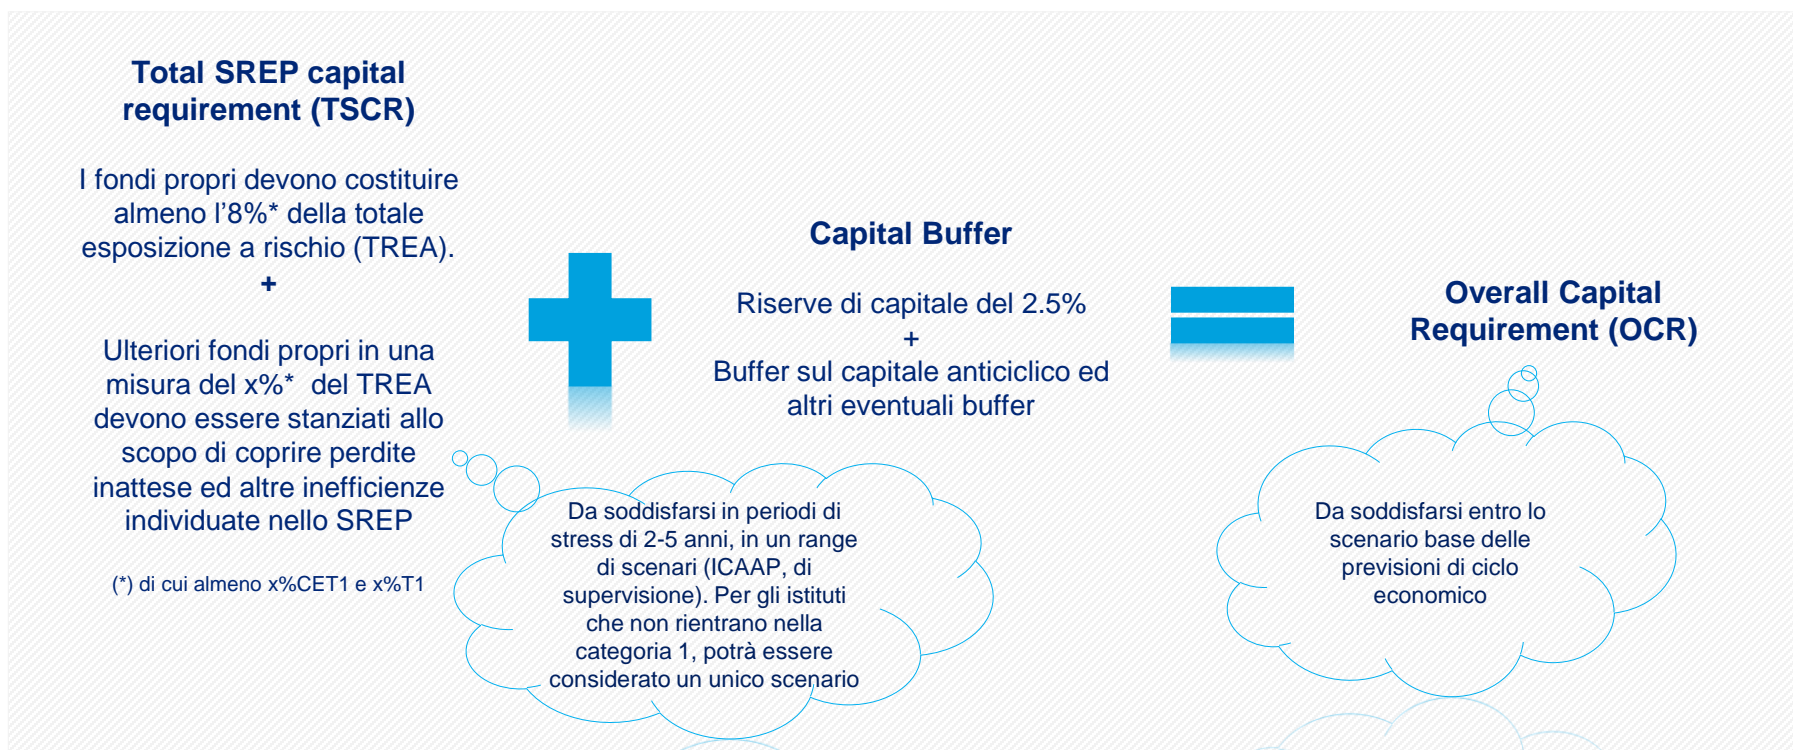 Total SREP capital
requirement (TSCR)
I fondi propri devono costituire
almeno l’8%* della totale
esposizione a rischio (TREA).
+
Ulteriori fondi propri in una
misura del x%* del TREA
devono essere stanziati allo
scopo di coprire perdite
inattese ed altre inefficienze
individuate nello SREP
(*) di cui almeno x%CET1 e x%T1
Capital Buffer
Riserve di capitale del 2.5%
+
Buffer sul capitale anticiclico ed
altri eventuali buffer
Da soddisfarsi in periodi di
stress di 2-5 anni, in un range
di scenari (ICAAP, di
supervisione). Per gli istituti
che non rientrano nella
categoria 1, potrà essere
considerato un unico scenario
Overall Capital
Requirement (OCR)
Da soddisfarsi entro lo
scenario base delle
previsioni di ciclo
economico